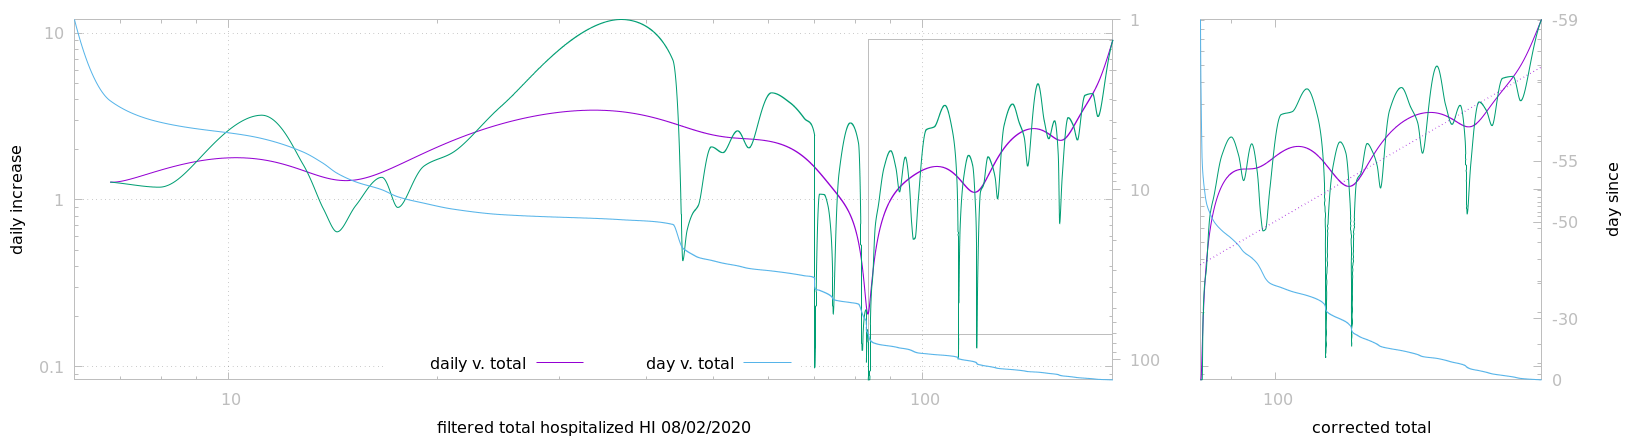 10
1
0.1
daily increase
10
100
filtered total hospitalized HI 08/02/2020
daily v. total
day v. total
1
10
100
100
corrected total
-59
-55
-50
-30
0
day since